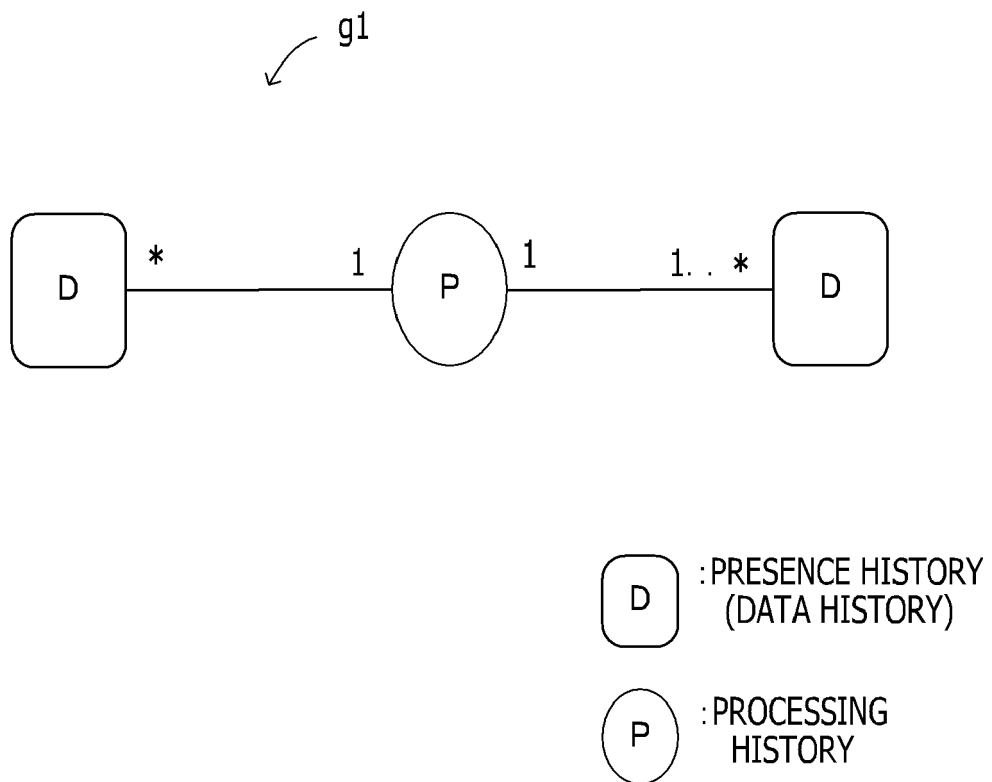 g1
D * 1 P 1 1.. * D
D :PRESENCE HISTORY
(DATA HISTORY)
P :PROCESSING
HISTORY